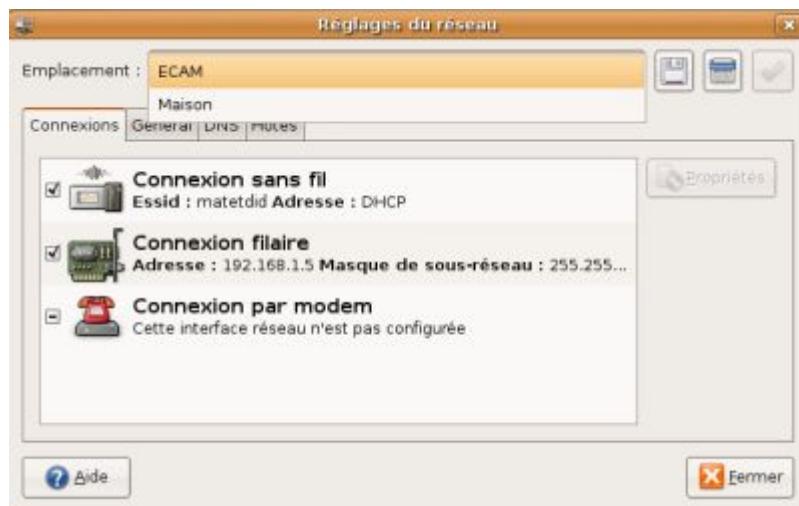 Réglages du réseau
Emplacement : ECAM
Maison
Connexions Général DNS Hôtes
Connexion sans fil
Essid : matetdid Adresse : DHCP
Propriétés
Connexion filaire
Adresse : 192.168.1.5 Masque de sous-réseau : 255.255...
Connexion par modem
Cette interface réseau n'est pas configurée
Aide
Fermer